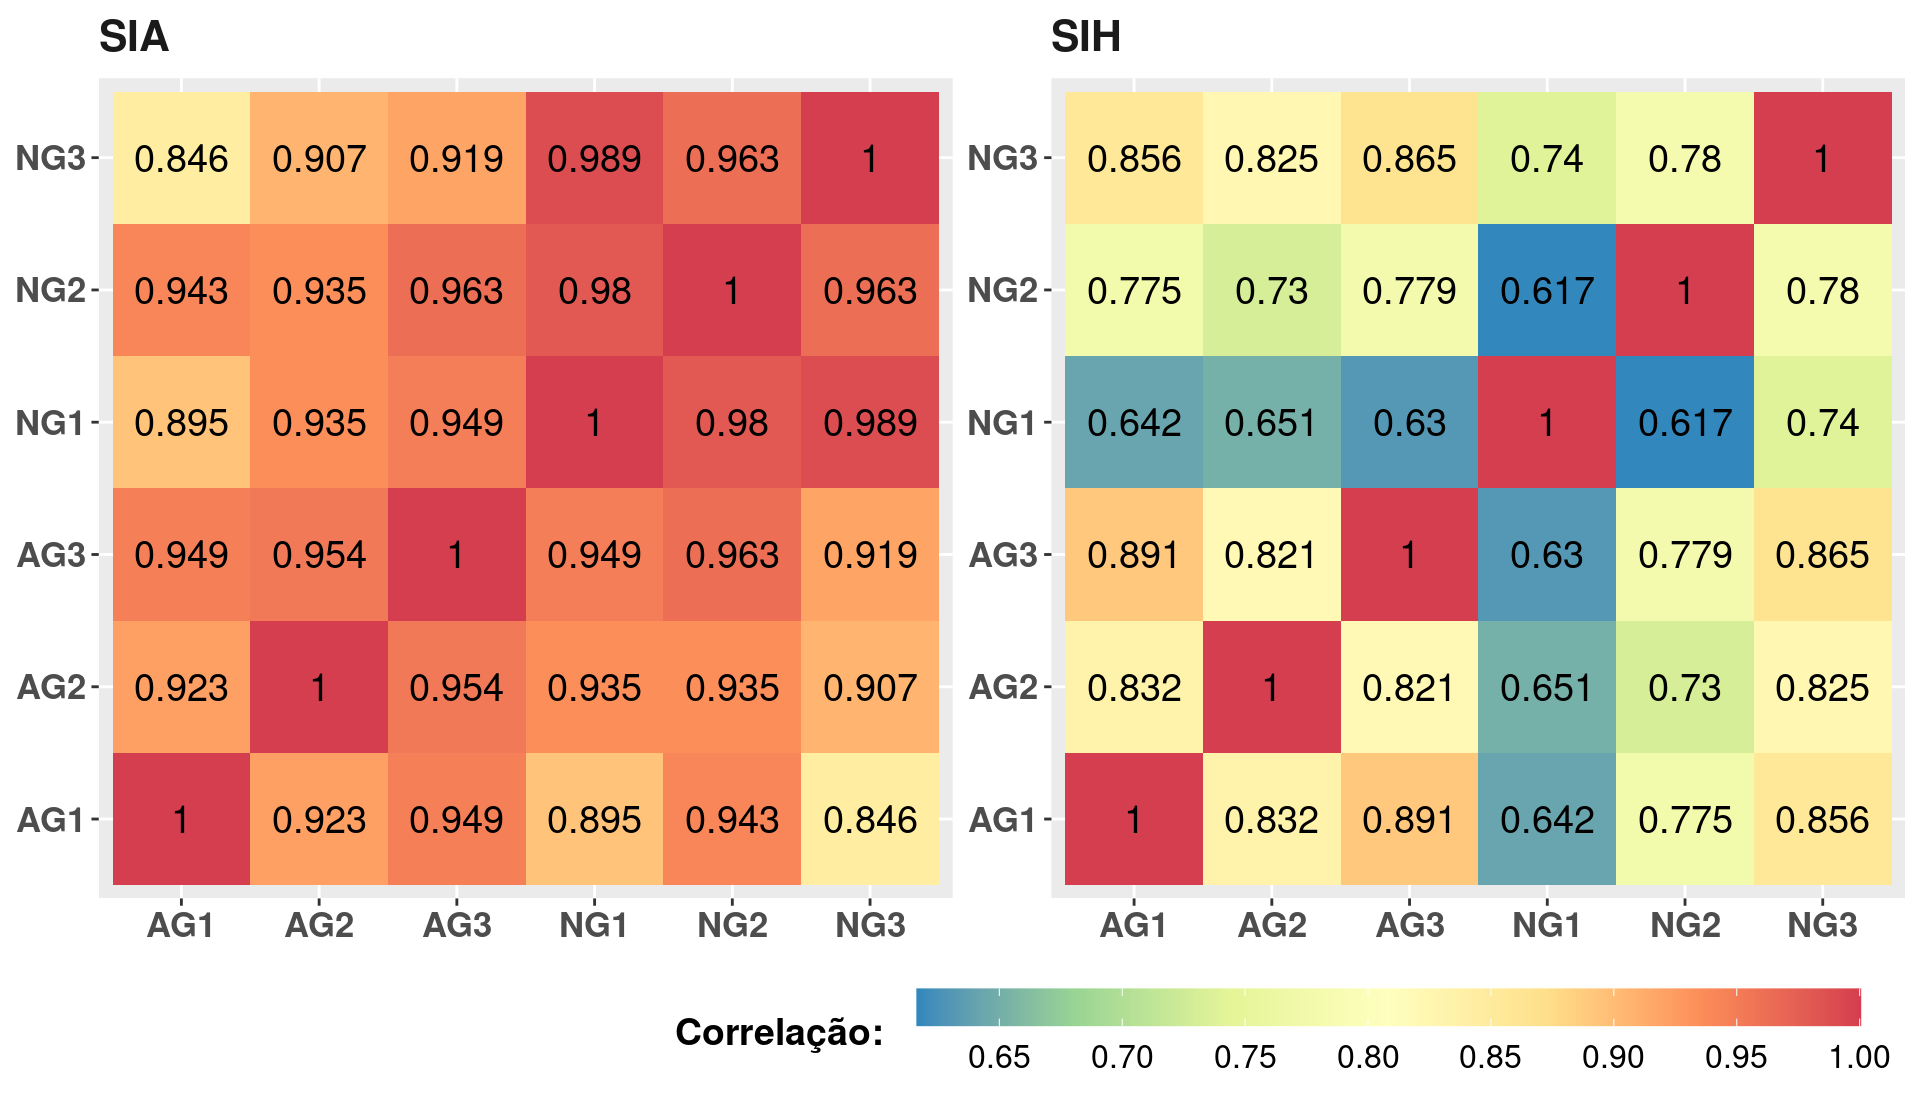 SIA
NG3 0.846 0.907 0.919 0.989 0.963 1
NG2 0.943 0.935 0.963 0.98 1 0.963
NG1 0.895 0.935 0.949 1 0.98 0.989
AG3 0.949 0.954 1 0.949 0.963 0.919
AG2 0.923 1 0.954 0.935 0.935 0.907
AG1 1 0.923 0.949 0.895 0.943 0.846
AG1 AG2 AG3 NG1 NG2 NG3
SIH
NG3 0.856 0.825 0.865 0.74 0.78 1
NG2 0.775 0.73 0.779 0.617 1 0.78
NG1 0.642 0.651 0.63 1 0.617 0.74
AG3 0.891 0.821 1 0.63 0.779 0.865
AG2 0.832 1 0.821 0.651 0.73 0.825
AG1 1 0.832 0.891 0.642 0.775 0.856
AG1 AG2 AG3 NG1 NG2 NG3
Correlação:
0.65 0.70 0.75 0.80 0.85 0.90 0.95 1.00